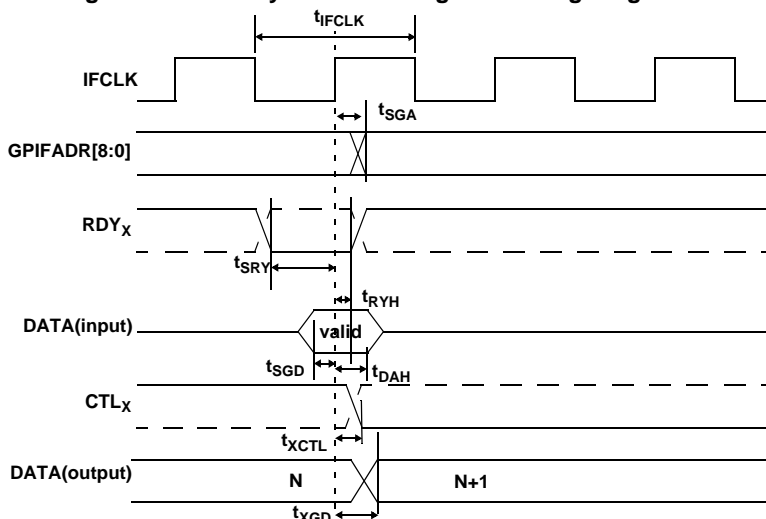 tIFCLK
IFCLK
tSGA
GPIFADR[8:0]
RDYX
tSRY
tRYH
DATA(input)
valid
tSGD
tDAH
CTLX
tXCTL
DATA(output)
N
N+1
tXGD